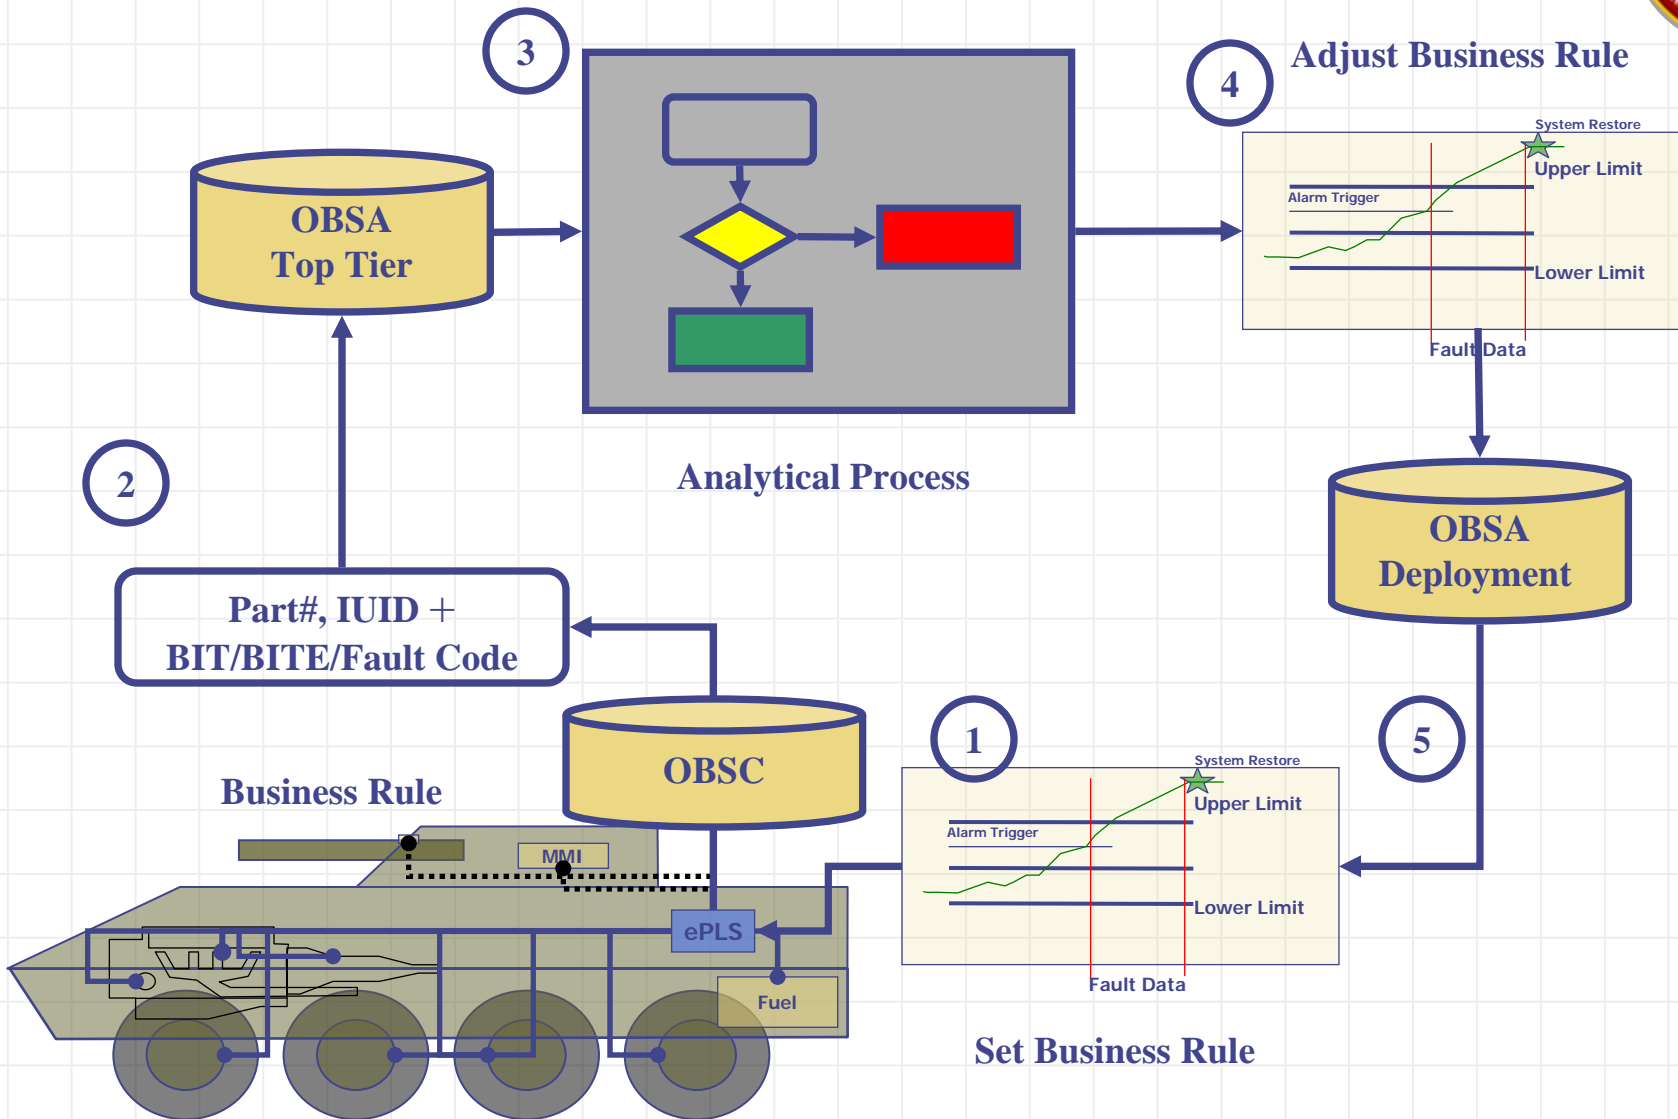 3
4
Adjust Business Rule
System Restore
Upper Limit
Alarm Trigger
Lower Limit
Fault Data
OBSA
Top Tier
Analytical Process
2
OBSA
Deployment
Part#, IUID +
BIT/BITE/Fault Code
OBSC
1
5
Business Rule
System Restore
Upper Limit
Alarm Trigger
Lower Limit
Fault Data
MMI
ePLS
Fuel
Set Business Rule